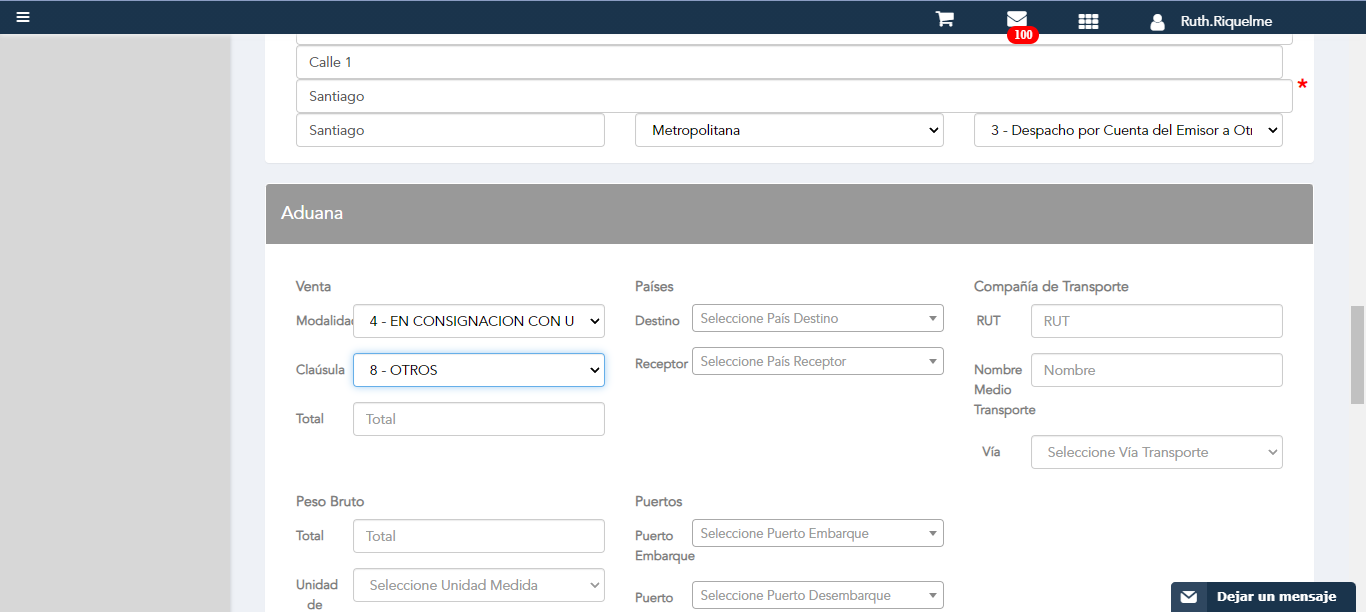 Ruth.Riquelme
100
Calle 1
Santiago
*
Santiago
Metropolitana
3 - Despacho por Cuenta del Emisor a Otr
Aduana
Venta
Países
Compañía de Transporte
Modalidad
4 - EN CONSIGNACION CON U
Destino
Seleccione País Destino
RUT
RUT
Claúsula
8 - OTROS
Receptor
Seleccione País Receptor
Nombre
Medio
Transporte
Nombre
Total
Total
Vía
Seleccione Vía Transporte
Peso Bruto
Puertos
Total
Total
Puerto
Embarque
Seleccione Puerto Embarque
Unidad
de
Seleccione Unidad Medida
Puerto
Seleccione Puerto Desembarque
Dejar un mensaje